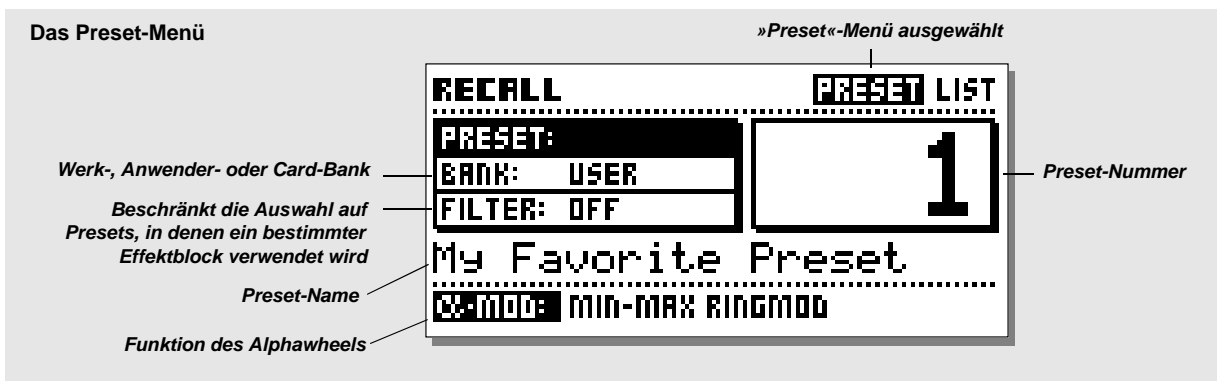 Das Preset-Menü
»Preset«-Menü ausgewählt
RECALL PRESET LIST
PRESET:
1
Werk-, Anwender- oder Card-Bank
BANK: USER
Preset-Nummer
Beschränkt die Auswahl auf
Presets, in denen ein bestimmter
Effektblock verwendet wird
FILTER: OFF
My Favorite Preset
Preset-Name
α-MOD: MIN-MAX RINGMOD
Funktion des Alphawheels